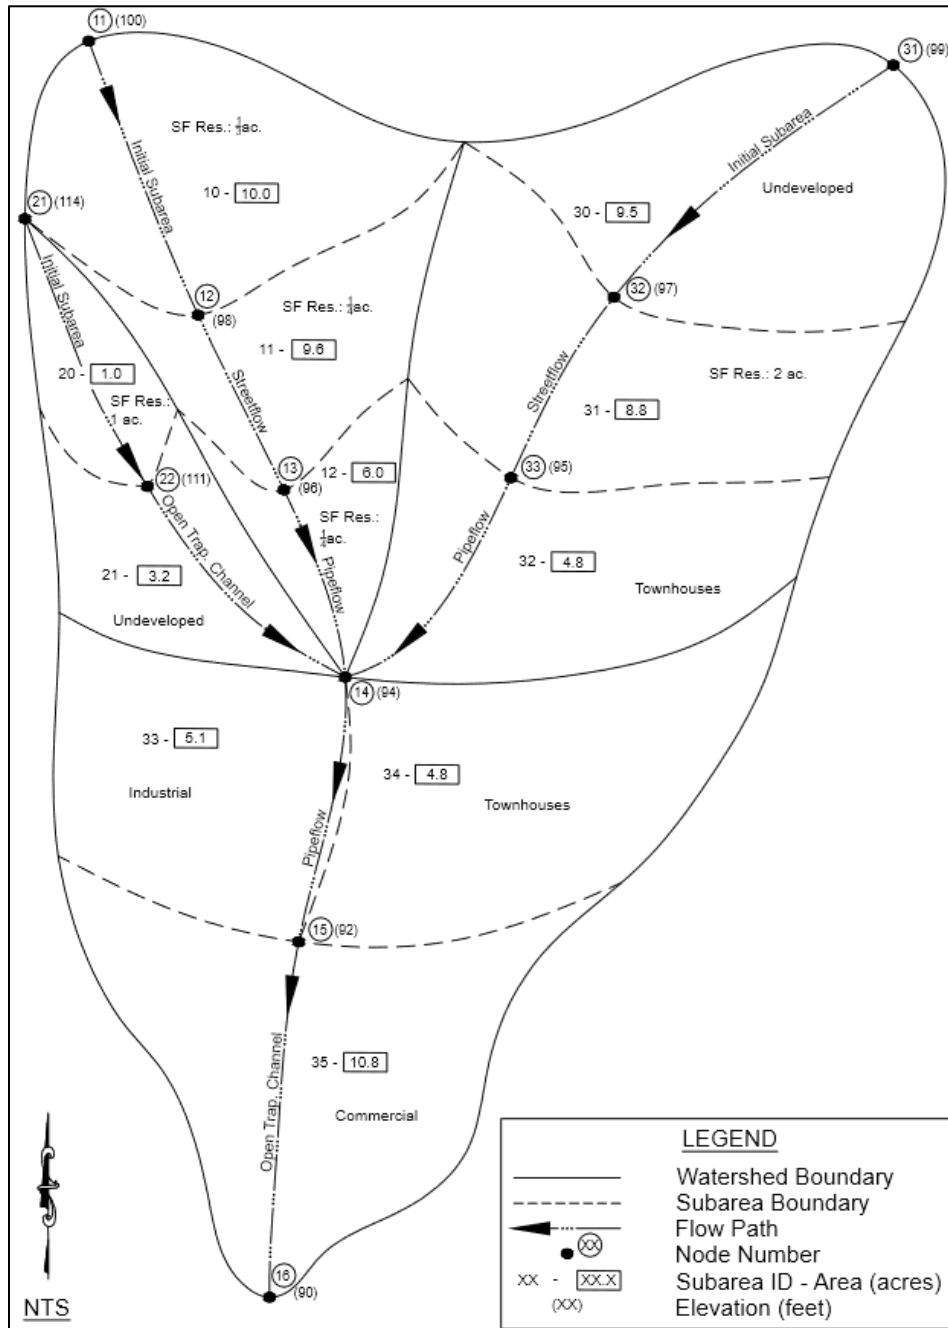 11 (100)
31 (99)
SF Res.: ac.
Initial Subarea
Initial Subarea
Undeveloped
10 - 10.0
21 (114)
30 - 9.5
Initial Subarea
12
(98)
32 (97)
SF Res.: ac.
11 - 9.6
20 - 1.0
SF Res.:
1 ac.
Streetflow
Streetflow
SF Res.: 2 ac.
31 - 8.8
22 (111)
13
(96)
12 - 6.0
SF Res.:
¼ac.
33 (95)
Open Trap. Channel
Pipeflow
Pipeflow
21 - 3.2
Undeveloped
32 - 4.8
Townhouses
14 (94)
33 - 5.1
Industrial
34 - 4.8
Townhouses
Pipeflow
15 (92)
Open Trap. Channel
35 - 10.8
Commercial
16
(90)
NTS
LEGEND
Watershed Boundary
Subarea Boundary
Flow Path
XX Node Number
XX - XX.X Subarea ID - Area (acres)
(XX) Elevation (feet)